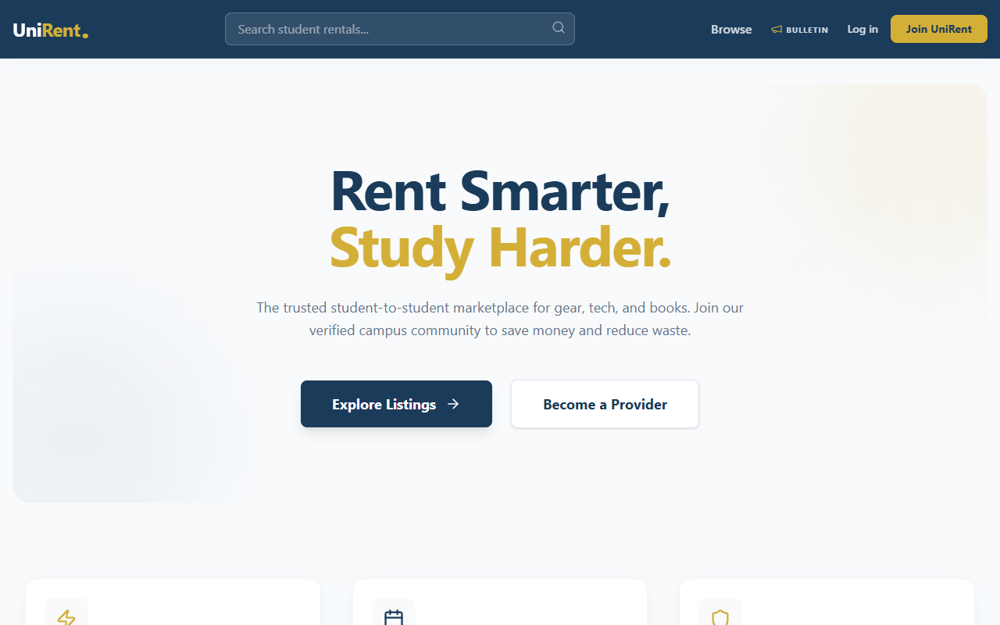 UniRent.
Search student rentals...
Browse
BULLETIN
Log in
Join UniRent
Rent Smarter,
Study Harder.
The trusted student-to-student marketplace for gear, tech, and books. Join our
verified campus community to save money and reduce waste.
Explore Listings
Become a Provider